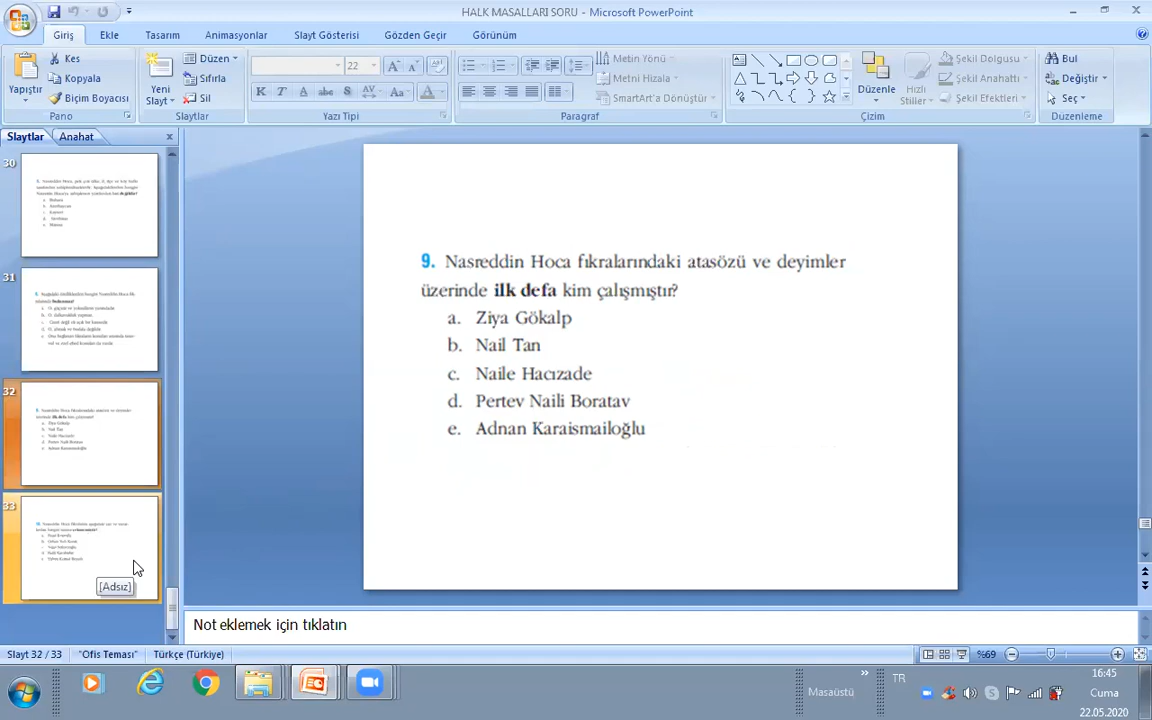 HALK MASALLARI SORU - Microsoft PowerPoint
Giriş Ekle Tasarım Animasyonlar Slayt Gösterisi Gözden Geçir Görünüm
Yapıştır
Kes
Kopyala
Biçim Boyacısı
Pano
Yeni
Slayt
Düzen
Sıfırla
Sil
Slaytlar
22
K T A abc S AV Aa A
Yazı Tipi
Metin Yönü
Metni Hizala
SmartArt'a Dönüştür
Paragraf
Düzenle
Hızlı
Stiller
Şekil Dolgusu
Şekil Anahattı
Şekil Efektleri
Çizim
Bul
Değiştir
Seç
Düzenleme
Slaytlar Anahat
30
31
32
33
[Adsız]
9. Nasreddin Hoca fıkralarındaki atasözü ve deyimler
üzerinde ilk defa kim çalışmıştır?
a. Ziya Gökalp
b. Nail Tan
c. Naile Hacızade
d. Pertev Naili Boratav
e. Adnan Karaismailoğlu
Not eklemek için tıklatın
Slayt 32 / 33 "Ofis Teması" Türkçe (Türkiye) %69
Masaüstü
TR
16:45
Cuma
22.05.2020